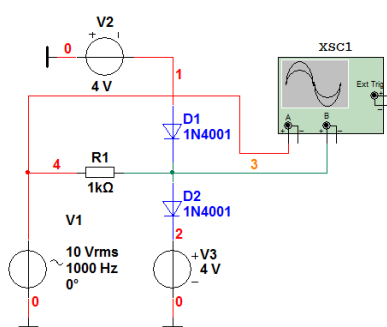 V2
0
+
−
4 V
1
xsc1
Ext Trig
+
−
A
B
+
−
+
−
D1
1N4001
4
R1
1kΩ
3
D2
1N4001
V1
2
10 Vrms
1000 Hz
0°
+
V3
4 V
−
0
0